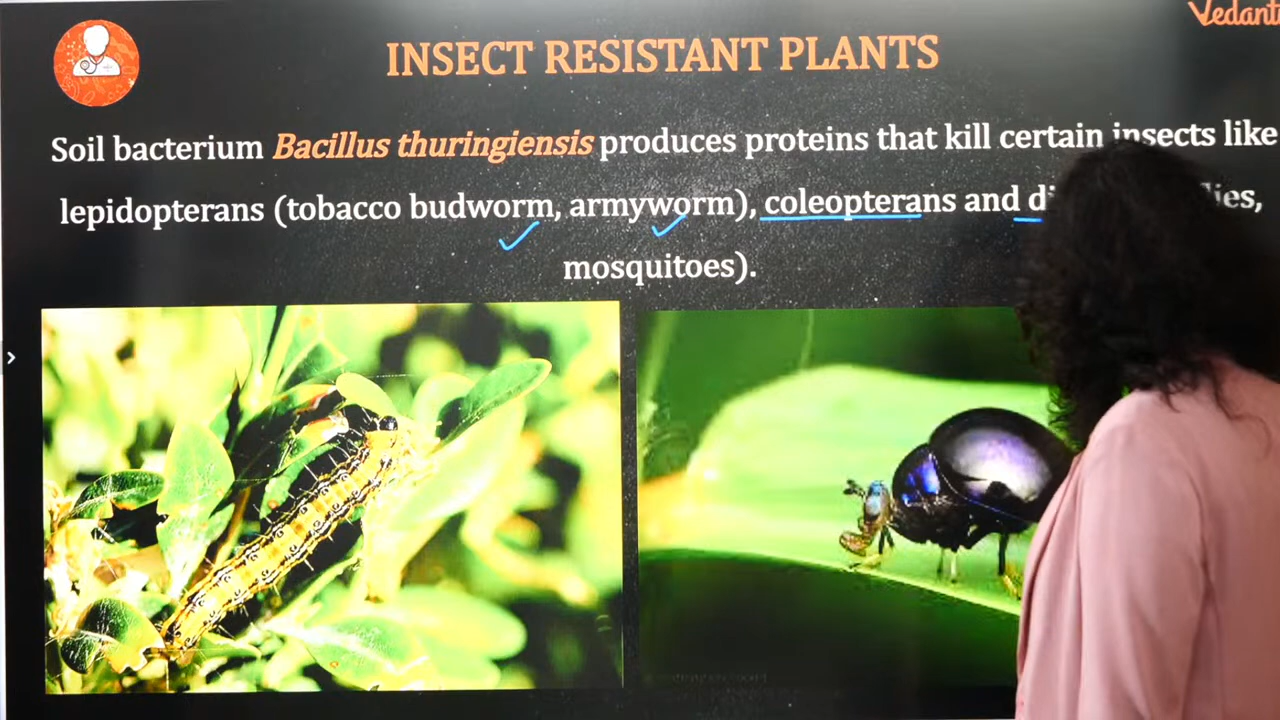 Vedant
INSECT RESISTANT PLANTS
Soil bacterium Bacillus thuringiensis produces proteins that kill certain insects like
lepidopterans (tobacco budworm, armyworm), coleopterans and
mosquitoes).